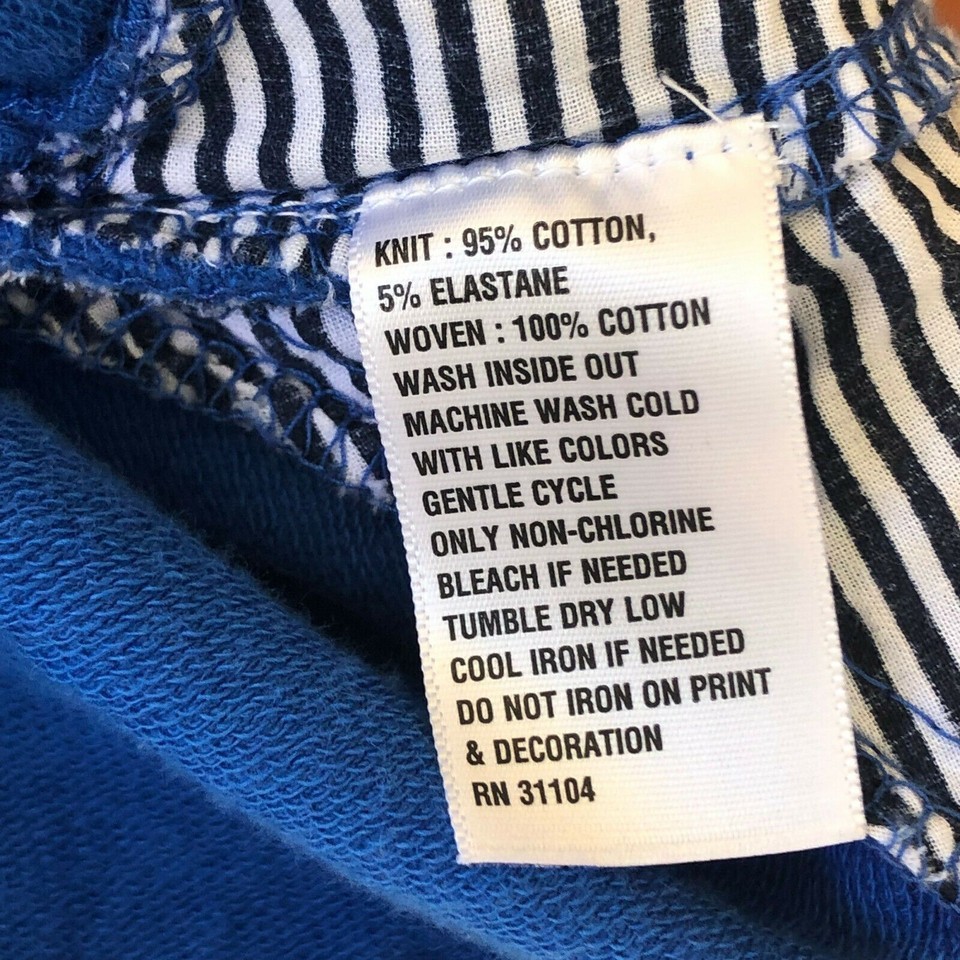 KNIT : 95% COTTON,
5% ELASTANE
WOVEN : 100% COTTON
WASH INSIDE OUT
MACHINE WASH COLD
WITH LIKE COLORS
GENTLE CYCLE
ONLY NON-CHLORINE
BLEACH IF NEEDED
TUMBLE DRY LOW
COOL IRON IF NEEDED
DO NOT IRON ON PRINT
& DECORATION
RN 31104